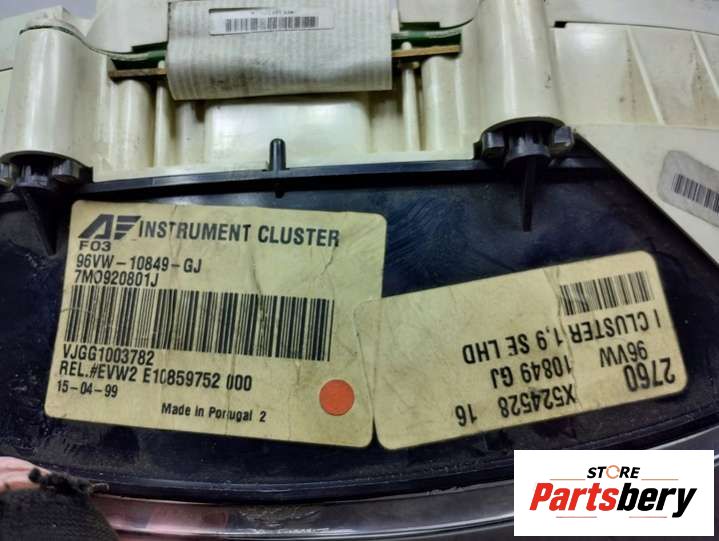 AE INSTRUMENT CLUSTER
F03
96VW-10849-GJ
7M0920801J
VJGG1003782
REL.#EVW2 E10859752 000
15-04-99
Made in Portugal 2
2760
96VW 10849 GJ
I CLUSTER 1,9 SE LHD
X524528 16
STORE
Partsbery